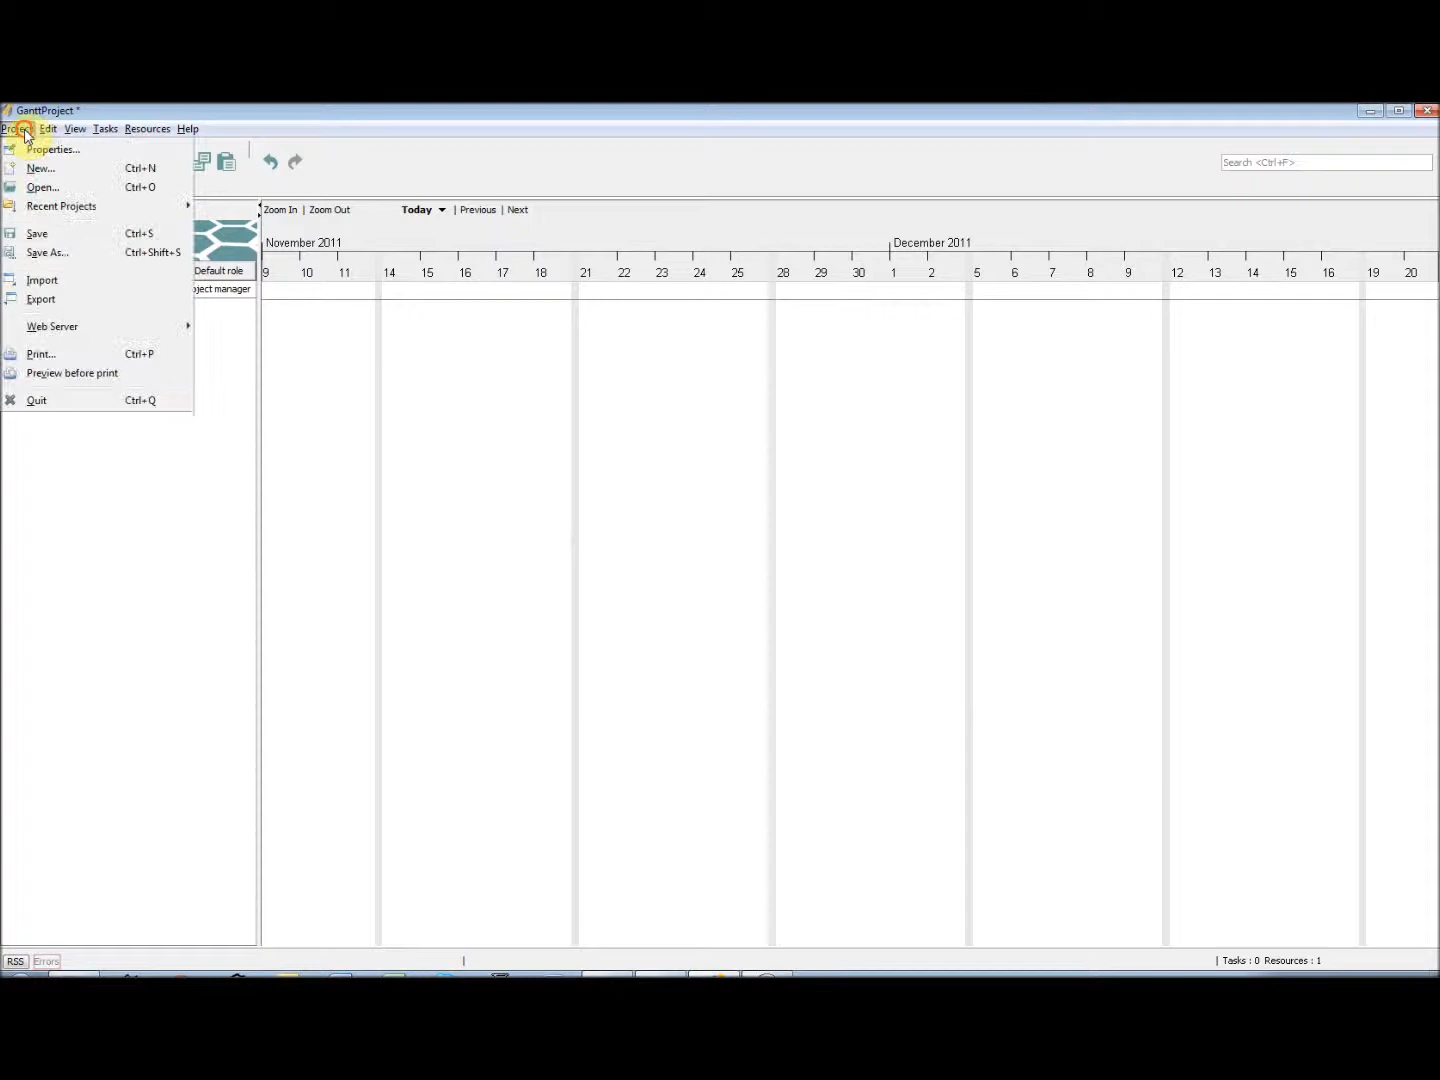 GanttProject *
Project Edit View Tasks Resources Help
Properties...
New... Ctrl+N
Open... Ctrl+O
Recent Projects
Save Ctrl+S
Save As... Ctrl+Shift+S
Import
Export
Web Server
Print... Ctrl+P
Preview before print
Quit Ctrl+Q
Search <Ctrl+F>
Zoom In | Zoom Out Today | Previous | Next
November 2011 December 2011
9 10 11 14 15 16 17 18 21 22 23 24 25 28 29 30 1 2 5 6 7 8 9 12 13 14 15 16 19 20
Default role
ject manager
RSS Errors
| Tasks : 0 Resources : 1